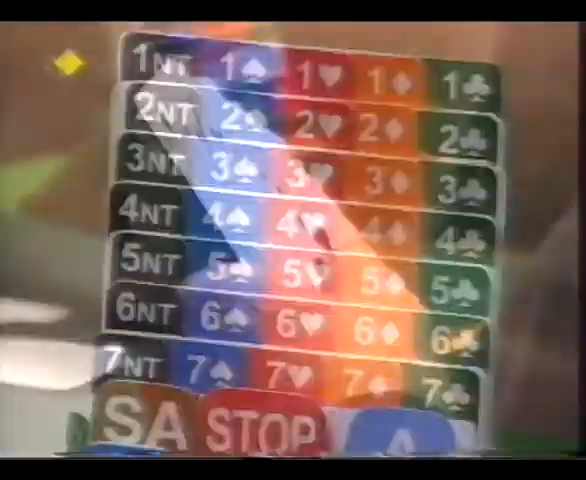 1NT 1♠ 1♥ 1♦ 1♣
2NT 2♠ 2♥ 2♦ 2♣
3NT 3♠ 3♥ 3♦ 3♣
4NT 4♠ 4♥ 4♦ 4♣
5NT 5♠ 5♥ 5♦ 5♣
6NT 6♠ 6♥ 6♦ 6♣
7NT 7♠ 7♥ 7♦ 7♣
SA STOP A